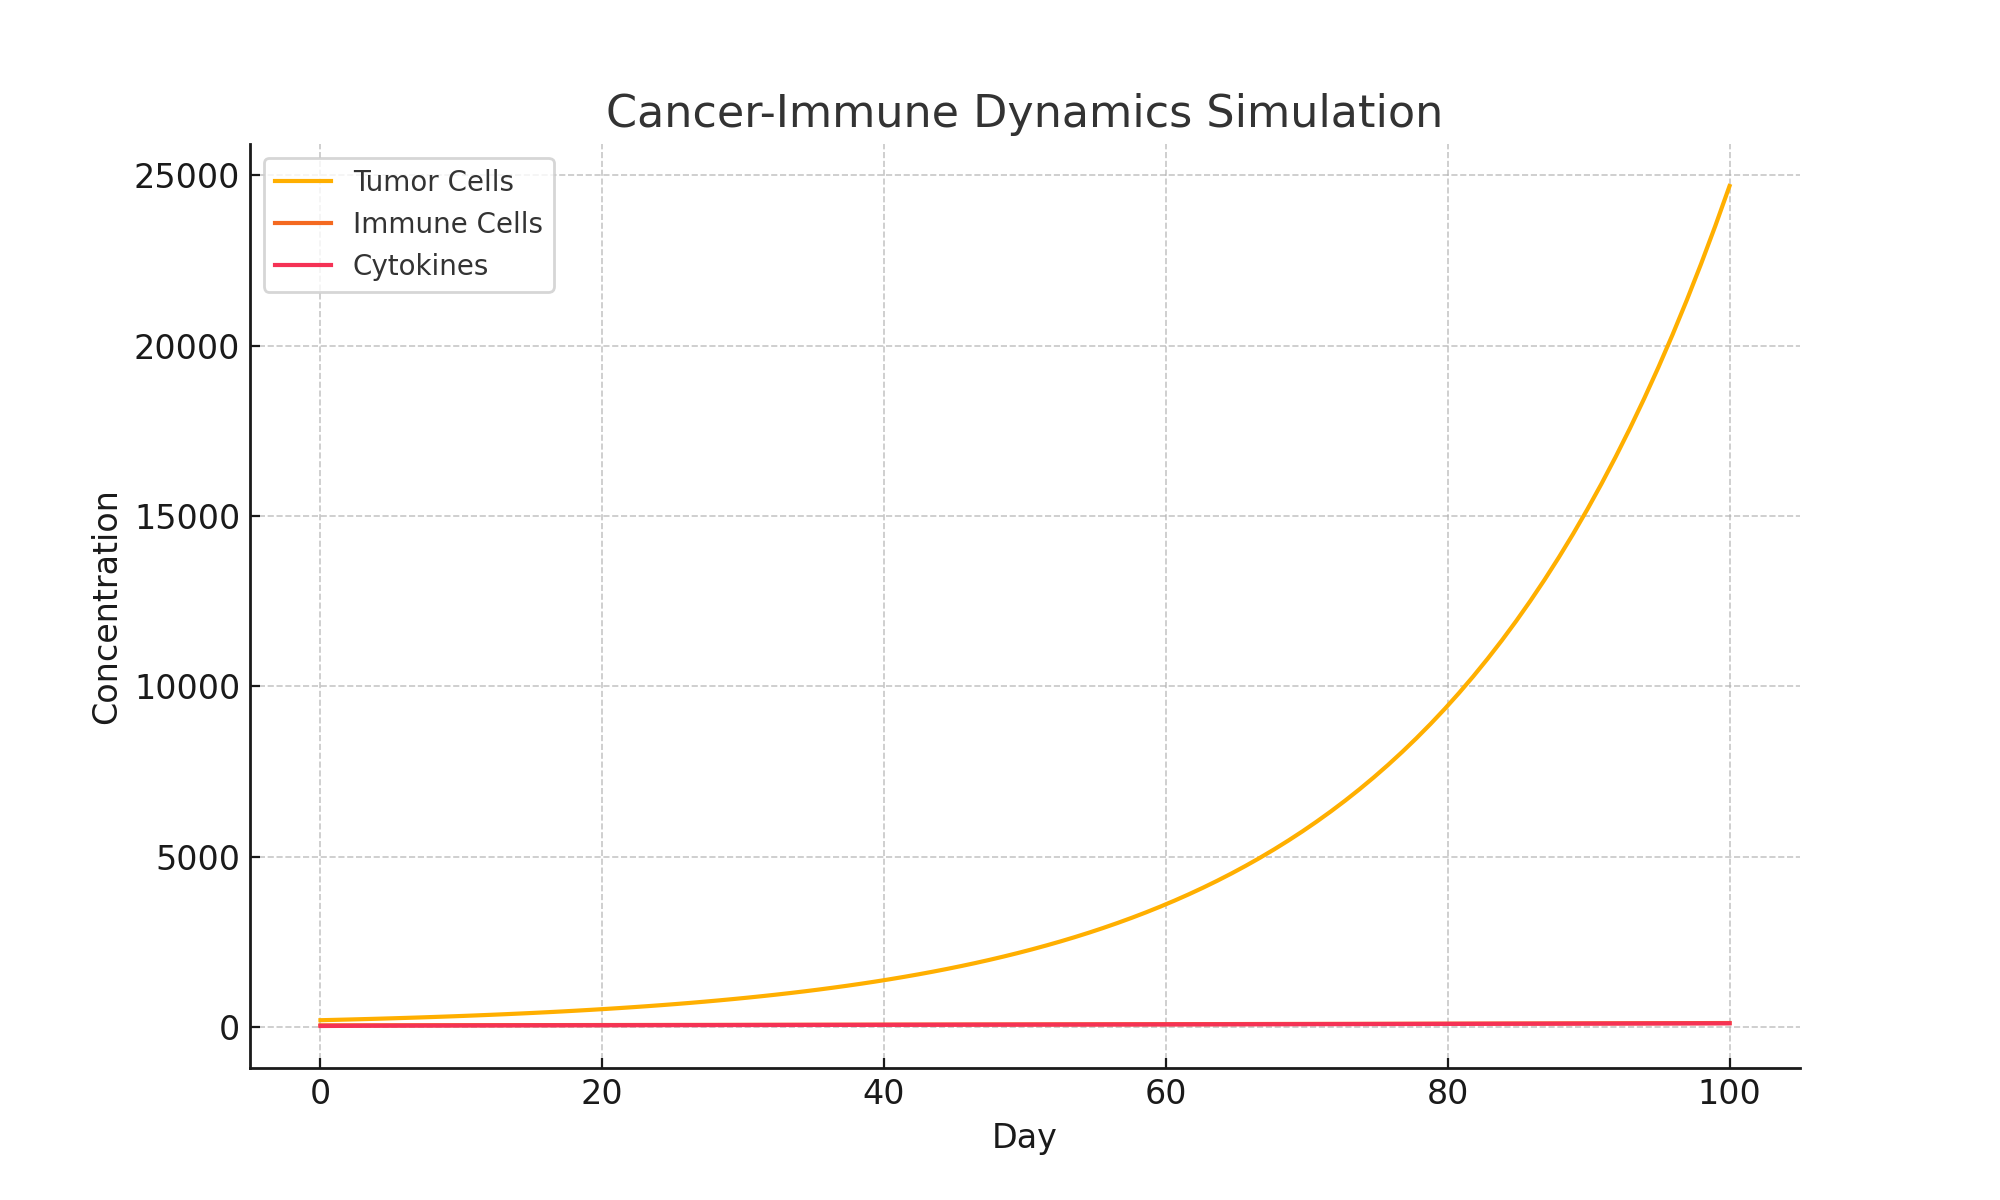 Cancer-Immune Dynamics Simulation
Tumor Cells
Immune Cells
Cytokines
Concentration
25000
20000
15000
10000
5000
0
0 20 40 60 80 100
Day